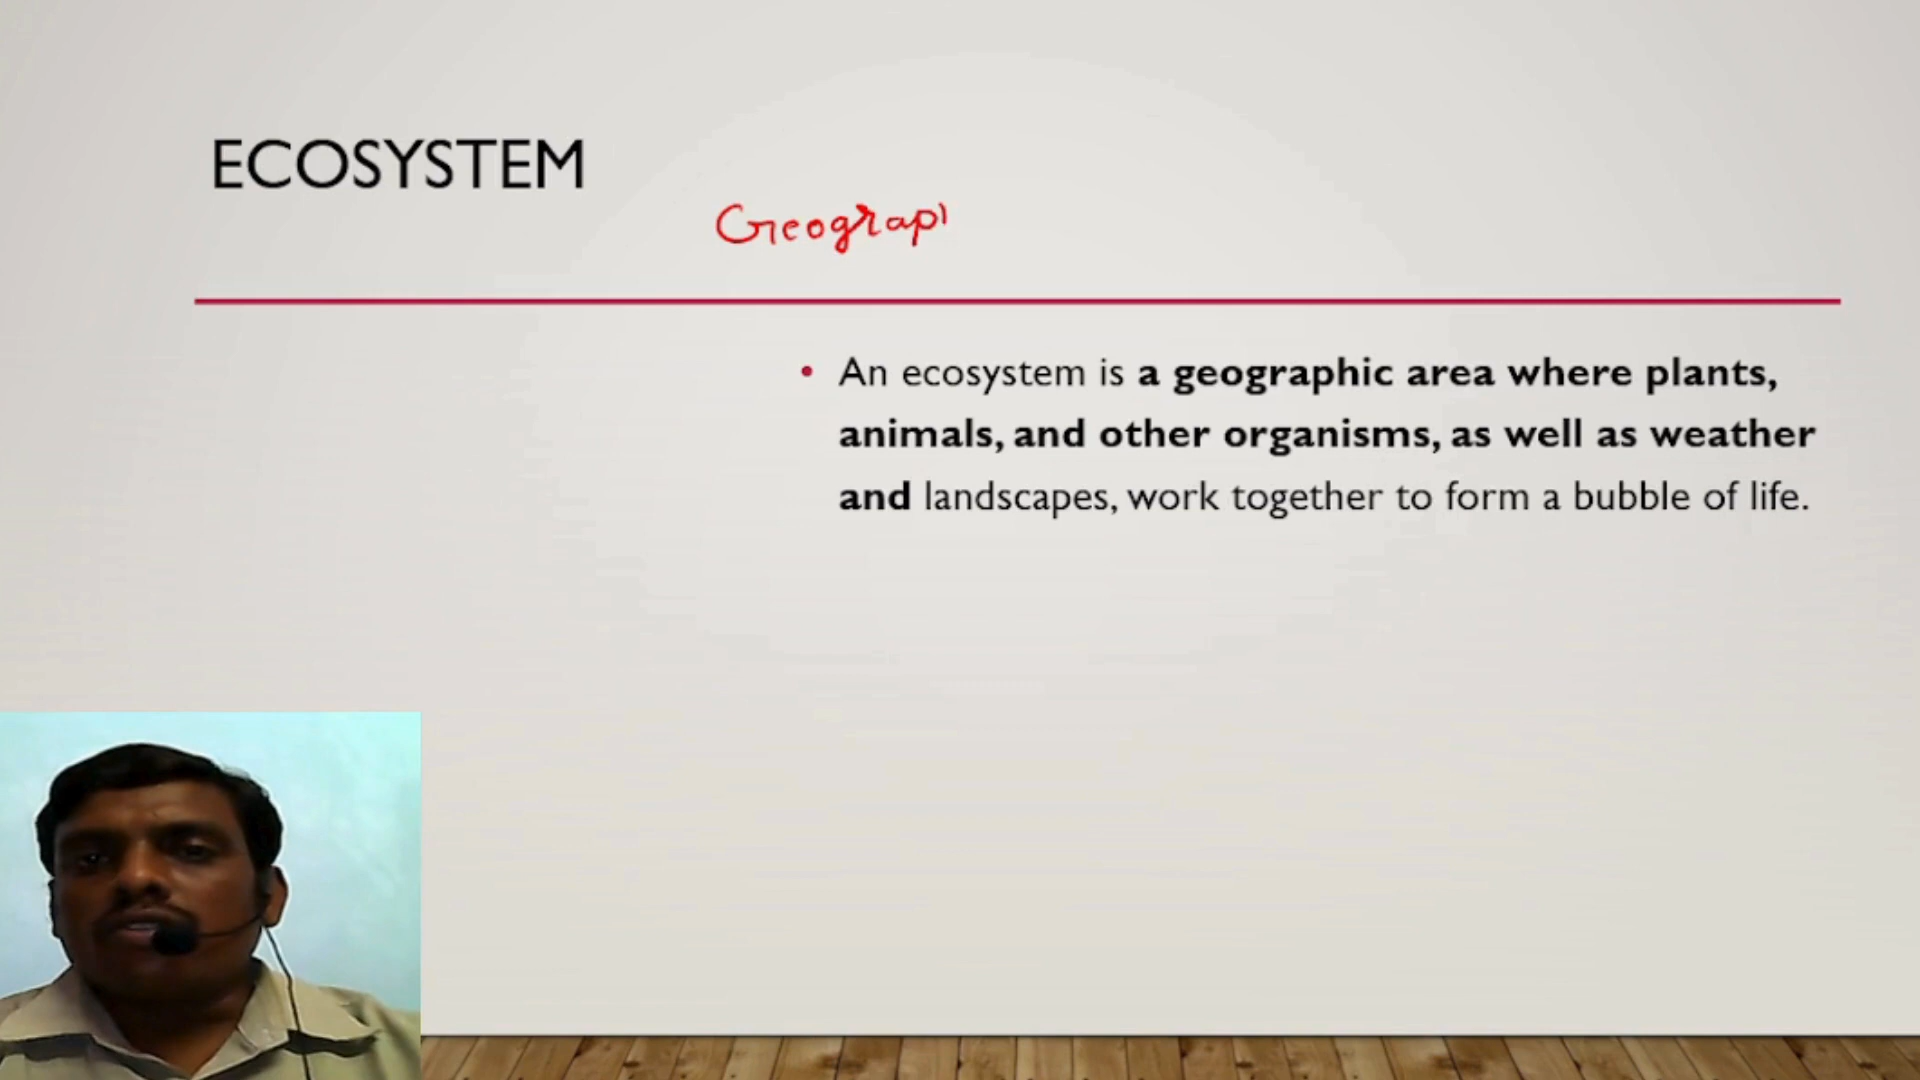 ECOSYSTEM
Geograp
• An ecosystem is a geographic area where plants,
animals, and other organisms, as well as weather
and landscapes, work together to form a bubble of life.